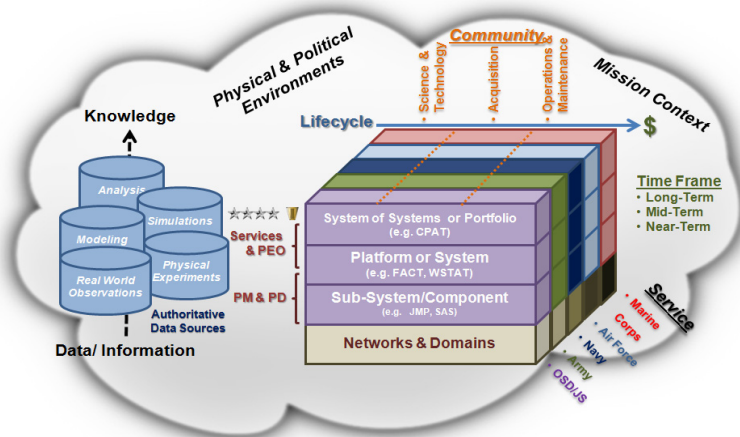 Physical & Political
Environments
Community
• Science &
Technology
• Acquisition
• Operations &
Maintenance
Mission Context
Lifecycle
$
Knowledge
Analysis
Simulations
Modeling
Physical
Experiments
Real World
Observations
Authoritative
Data Sources
Data/ Information
Services
& PEO
PM & PD
System of Systems or Portfolio
(e.g. CPAT)
Platform or System
(e.g. FACT, WSTAT)
Sub-System/Component
(e.g. JMP, SAS)
Networks & Domains
Time Frame
• Long-Term
• Mid-Term
• Near-Term
Service
• Marine
Corps
• Air Force
• Navy
• Army
• OSD/JS